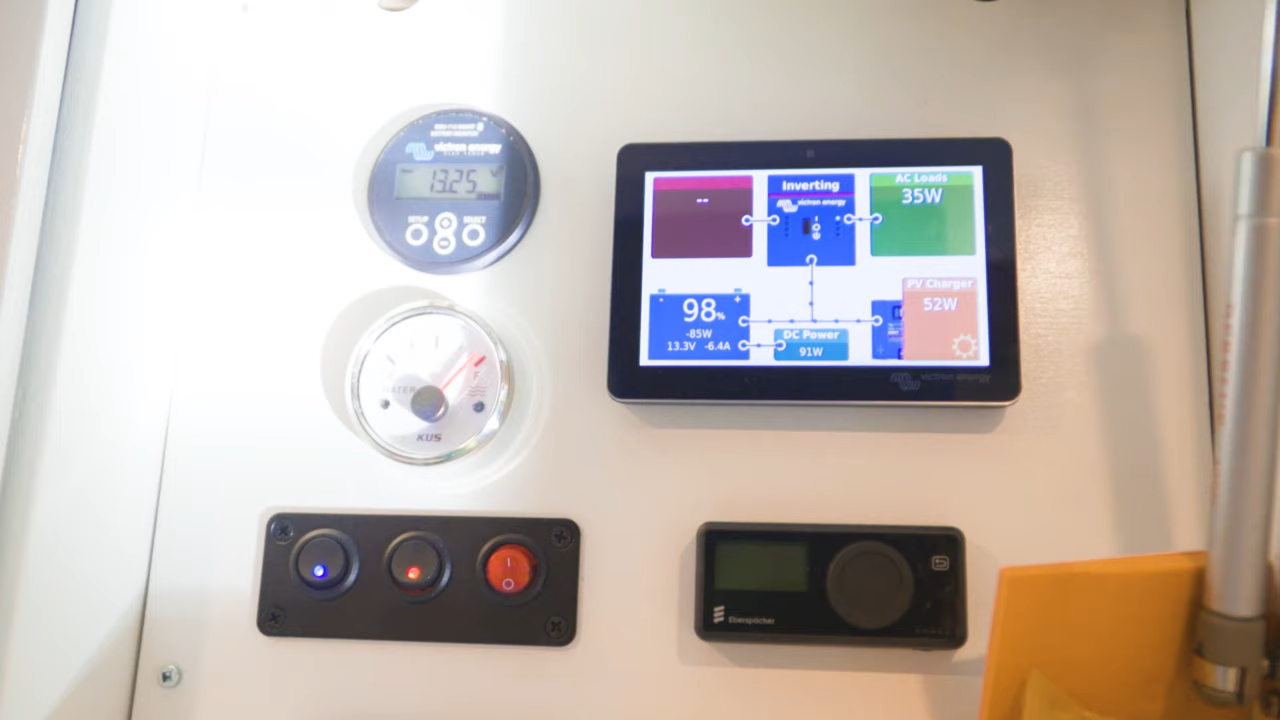 victron energy
13.25 V
SETUP
SELECT
WATER
F
KUS
--
Inverting
victron energy
AC Loads
35W
98%
-85W
13.3V -6.4A
DC Power
91W
PV Charger
52W
victron energy
I
O
Eberspächer